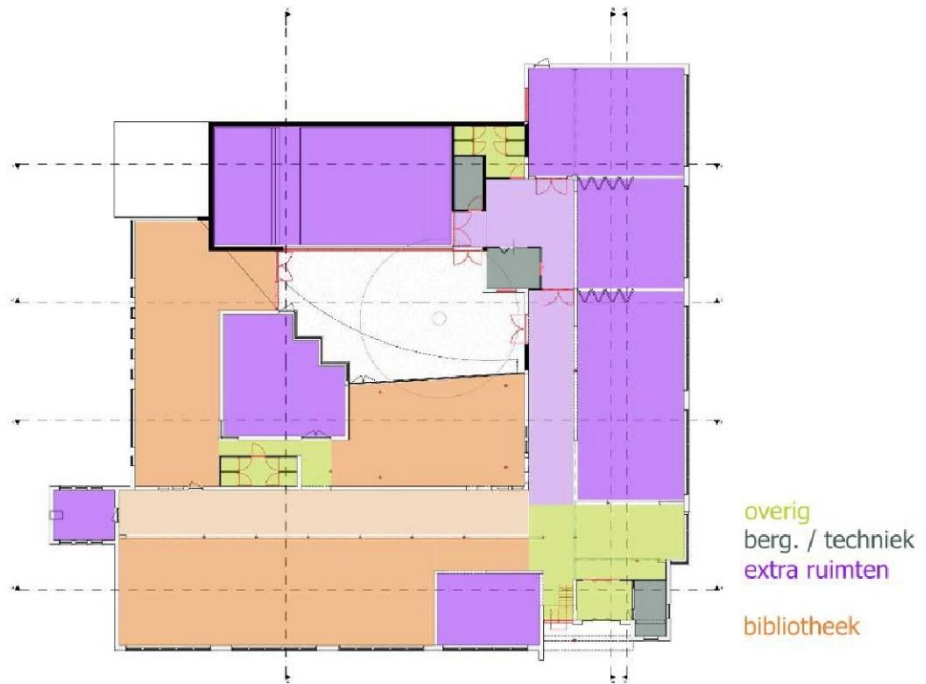 overig
berg. / techniek
extra ruimten
bibliotheek